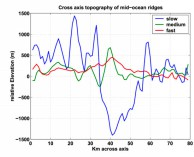 Cross axis topography of mid-ocean ridges
slow
medium
fast
relative Elevation (m)
1500
1000
500
0
-500
-1000
-1500
0 10 20 30 40 50 60 70 80
Km across axis